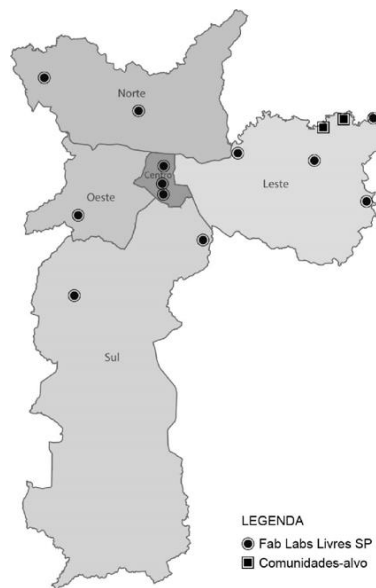 Norte
Centro
Oeste
Leste
Sul
LEGENDA
Fab Labs Livres SP
Comunidades-alvo